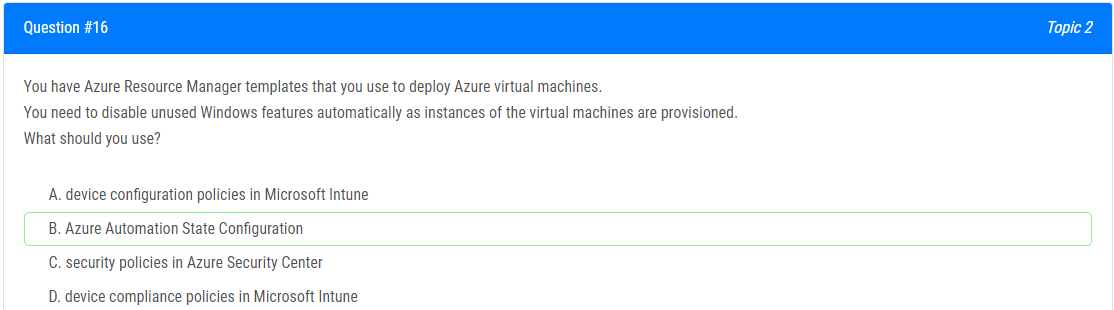 Question #16
Topic 2
You have Azure Resource Manager templates that you use to deploy Azure virtual machines.
You need to disable unused Windows features automatically as instances of the virtual machines are provisioned.
What should you use?
A. device configuration policies in Microsoft Intune
B. Azure Automation State Configuration
C. security policies in Azure Security Center
D. device compliance policies in Microsoft Intune